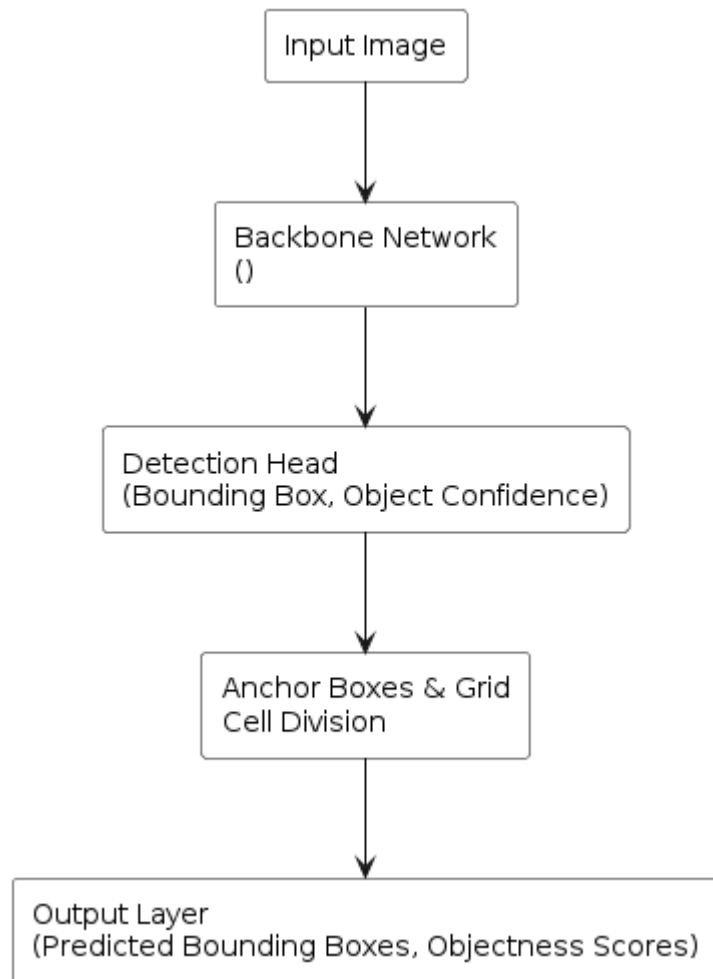 Input Image
Backbone Network
()
Detection Head
(Bounding Box, Object Confidence)
Anchor Boxes & Grid
Cell Division
Output Layer
(Predicted Bounding Boxes, Objectness Scores)